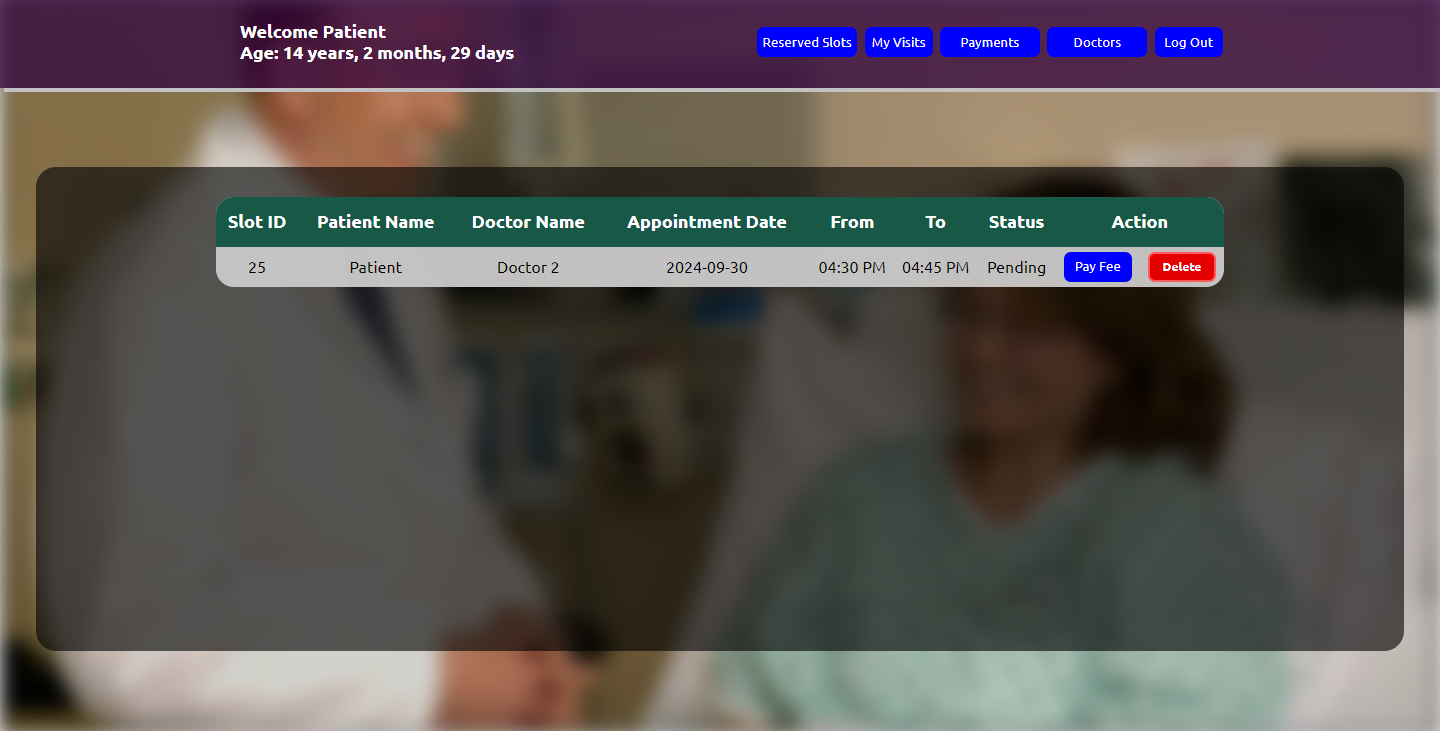 Welcome Patient
Age: 14 years, 2 months, 29 days
Reserved Slots My Visits Payments Doctors Log Out
Slot ID Patient Name Doctor Name Appointment Date From To Status Action
25 Patient Doctor 2 2024-09-30 04:30 PM 04:45 PM Pending Pay Fee Delete